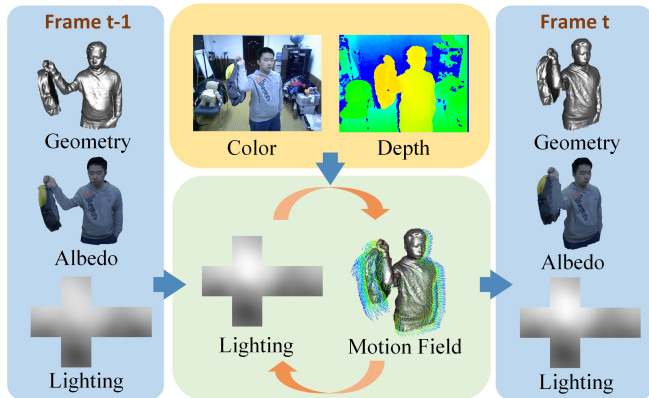 Frame t-1
Geometry
Albedo
Lighting
Color
Depth
Lighting
Motion Field
Frame t
Geometry
Albedo
Lighting